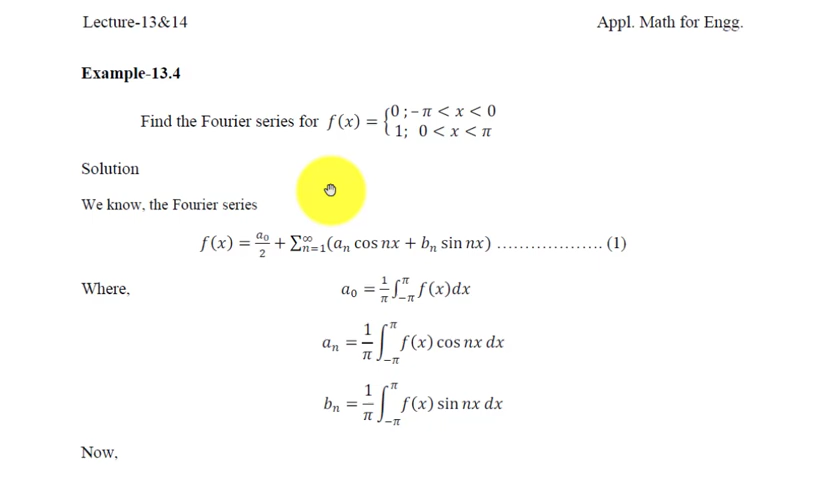 Lecture-13&14 Appl. Math for Engg.
Example-13.4
Find the Fourier series for f(x) = {0 ; − π < x < 0
1; 0 < x < π
Solution
We know, the Fourier series
f(x) = a₀/2 + ∑ₙ₌₁^∞(aₙ cos nx + bₙ sin nx) .................... (1)
Where, a₀ = 1/π ∫₋π^π f(x)dx
aₙ = 1/π ∫₋π^π f(x) cos nx dx
bₙ = 1/π ∫₋π^π f(x) sin nx dx
Now,